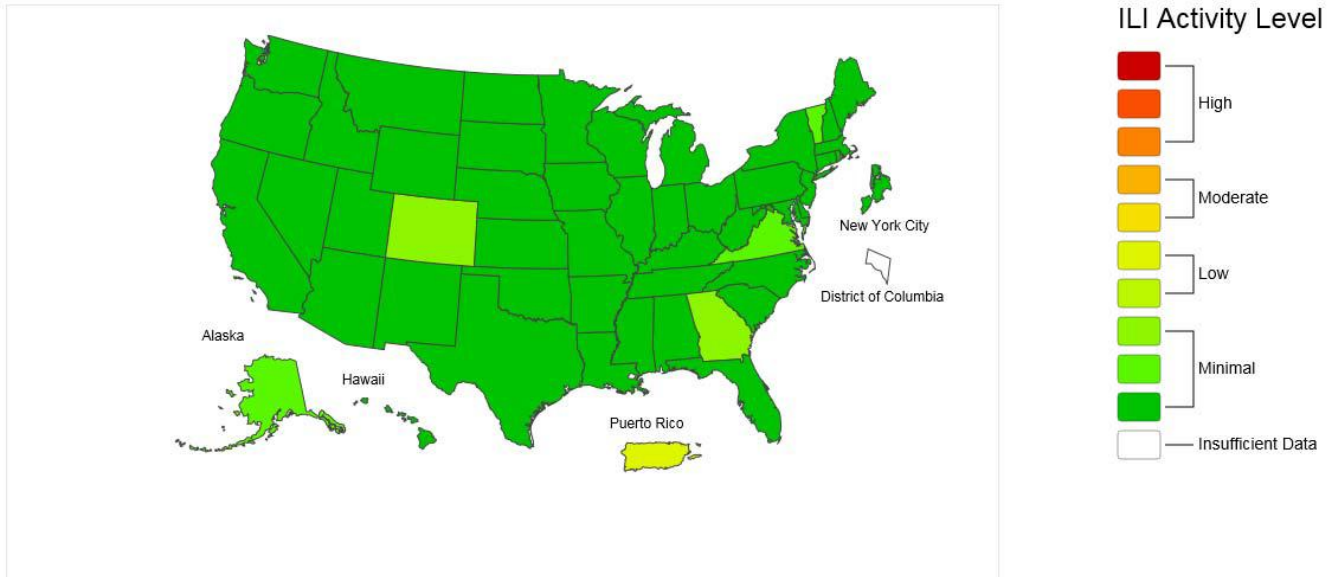 ILI Activity Level
High
Moderate
Low
Minimal
Insufficient Data
New York City
District of Columbia
Alaska
Hawaii
Puerto Rico